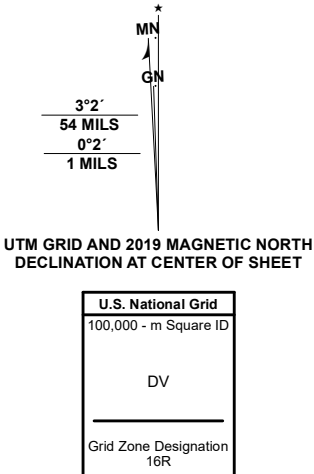 ★
MN
GN
3°2´
54 MILS
0°2´
1 MILS
UTM GRID AND 2019 MAGNETIC NORTH
DECLINATION AT CENTER OF SHEET
U.S. National Grid
100,000 - m Square ID
DV
Grid Zone Designation
16R